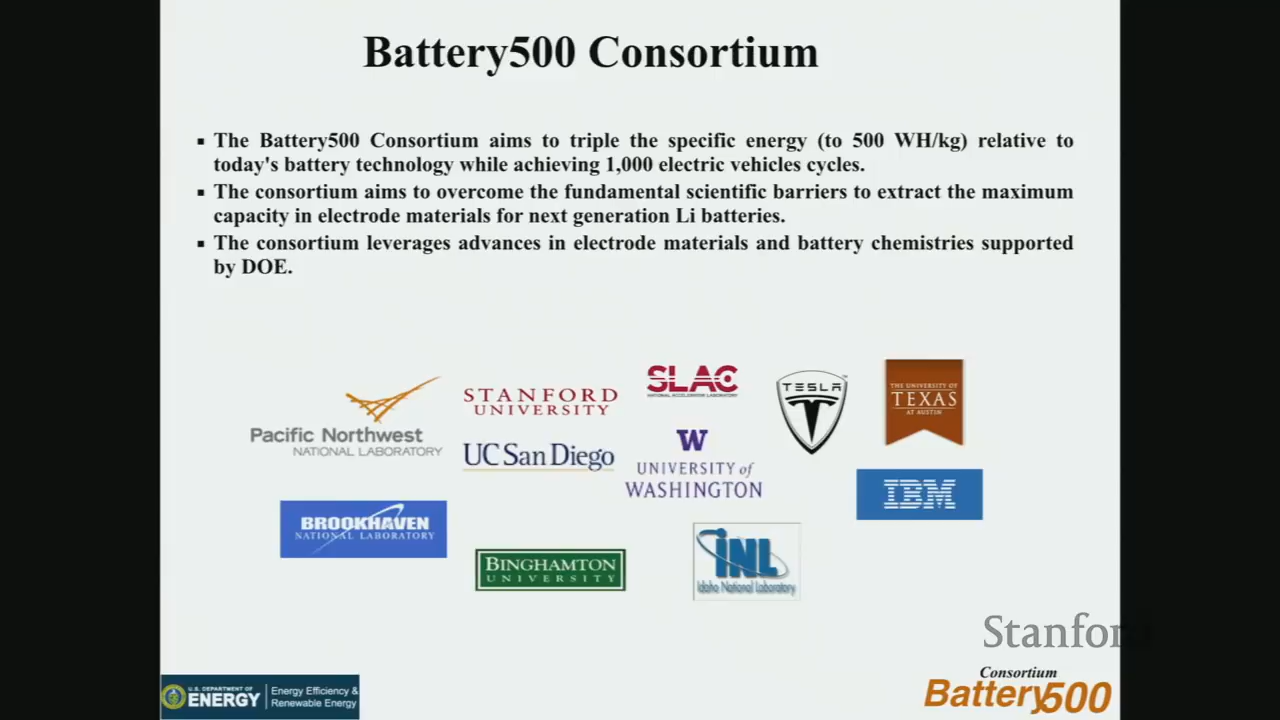 Battery500 Consortium
▪ The Battery500 Consortium aims to triple the specific energy (to 500 WH/kg) relative to
today's battery technology while achieving 1,000 electric vehicles cycles.
▪ The consortium aims to overcome the fundamental scientific barriers to extract the maximum
capacity in electrode materials for next generation Li batteries.
▪ The consortium leverages advances in electrode materials and battery chemistries supported
by DOE.
Pacific Northwest
NATIONAL LABORATORY
STANFORD
UNIVERSITY
SLAC
NATIONAL ACCELERATOR LABORATORY
TESLA
THE UNIVERSITY OF
TEXAS
AT AUSTIN
UC San Diego
W
UNIVERSITY of
WASHINGTON
IBM
BROOKHAVEN
NATIONAL LABORATORY
BINGHAMTON
UNIVERSITY
INL
Idaho National Laboratory
Stanford
U.S. DEPARTMENT OF
ENERGY
Energy Efficiency &
Renewable Energy
Consortium
Battery500